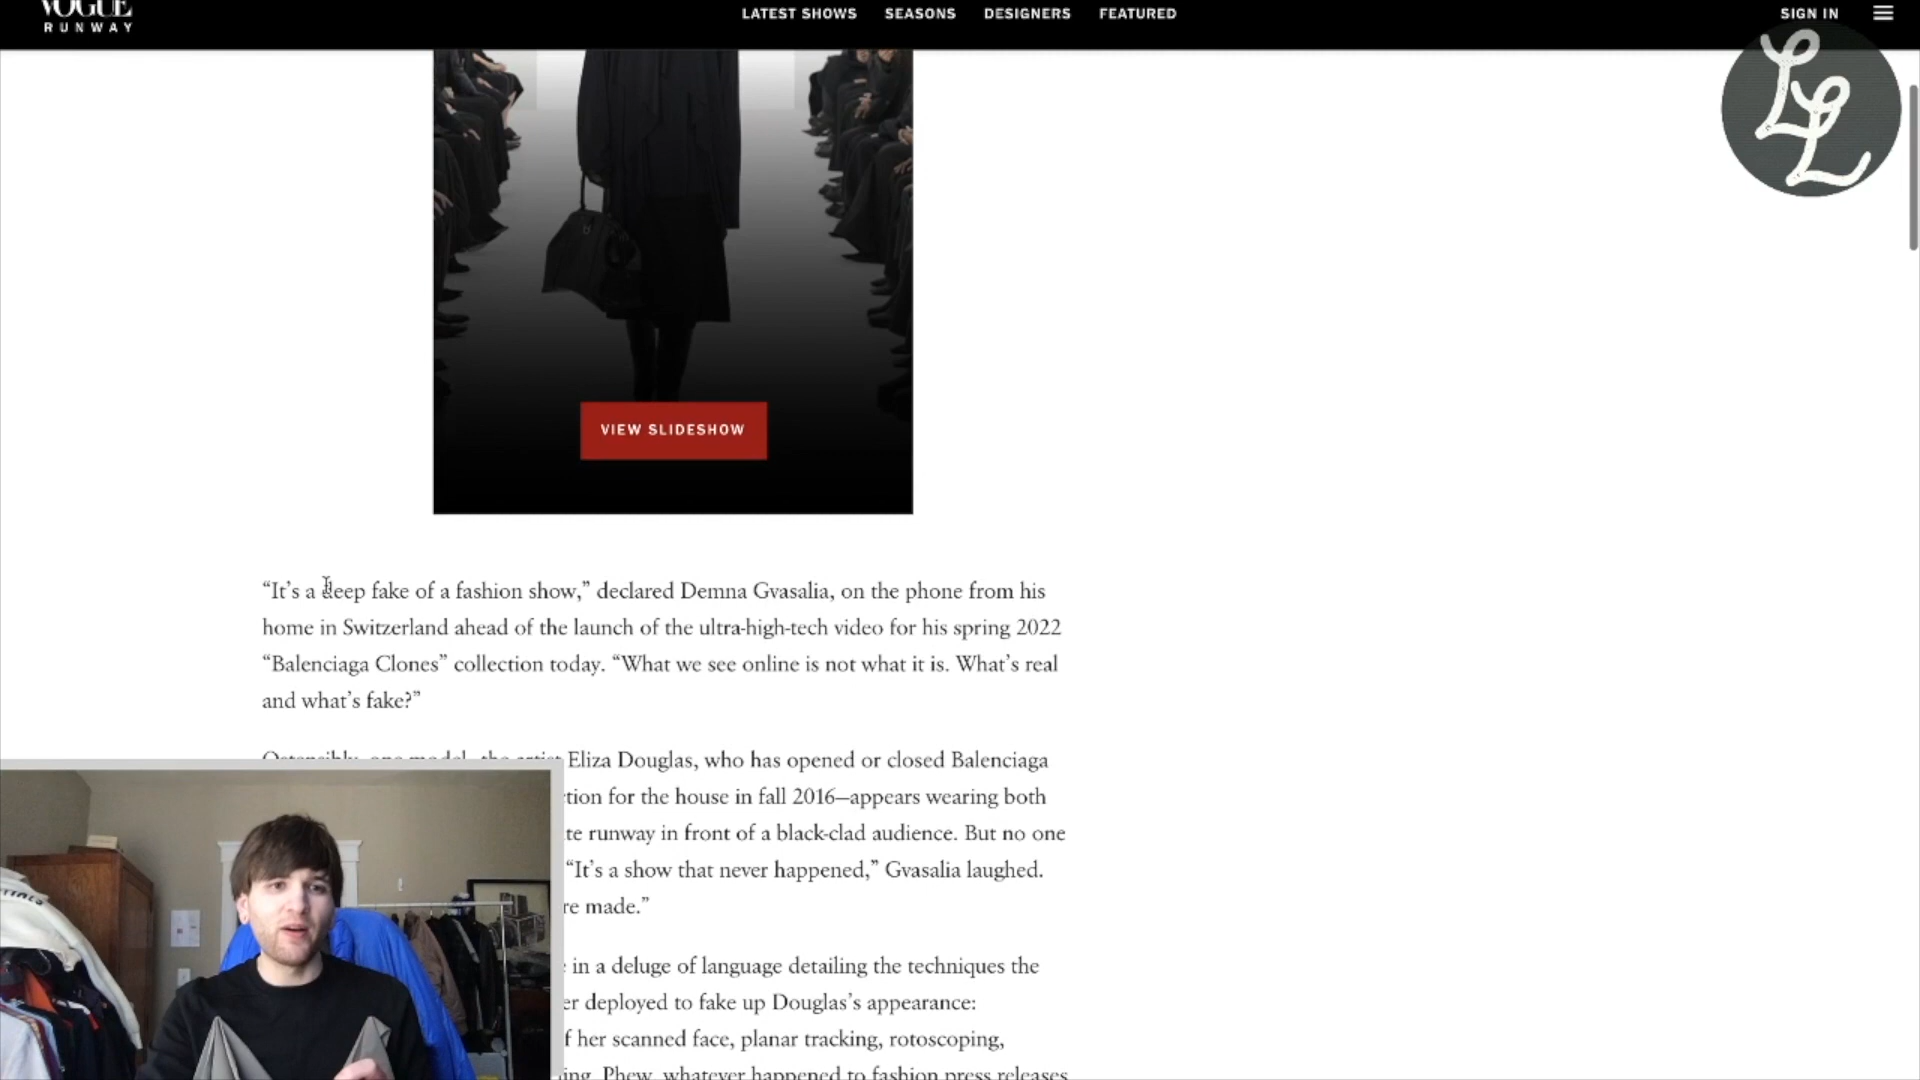 VOGUE
RUNWAY
LATEST SHOWS SEASONS DESIGNERS FEATURED
SIGN IN
LL
VIEW SLIDESHOW
“It’s a deep fake of a fashion show,” declared Demna Gvasalia, on the phone from his
home in Switzerland ahead of the launch of the ultra-high-tech video for his spring 2022
“Balenciaga Clones” collection today. “What we see online is not what it is. What’s real
and what’s fake?”
Ostensibly, one model—the artist Eliza Douglas, who has opened or closed Balenciaga
tion for the house in fall 2016—appears wearing both
te runway in front of a black-clad audience. But no one
“It’s a show that never happened,” Gvasalia laughed.
re made.”
in a deluge of language detailing the techniques the
er deployed to fake up Douglas’s appearance:
f her scanned face, planar tracking, rotoscoping,
ing. Phew, whatever happened to fashion press releases